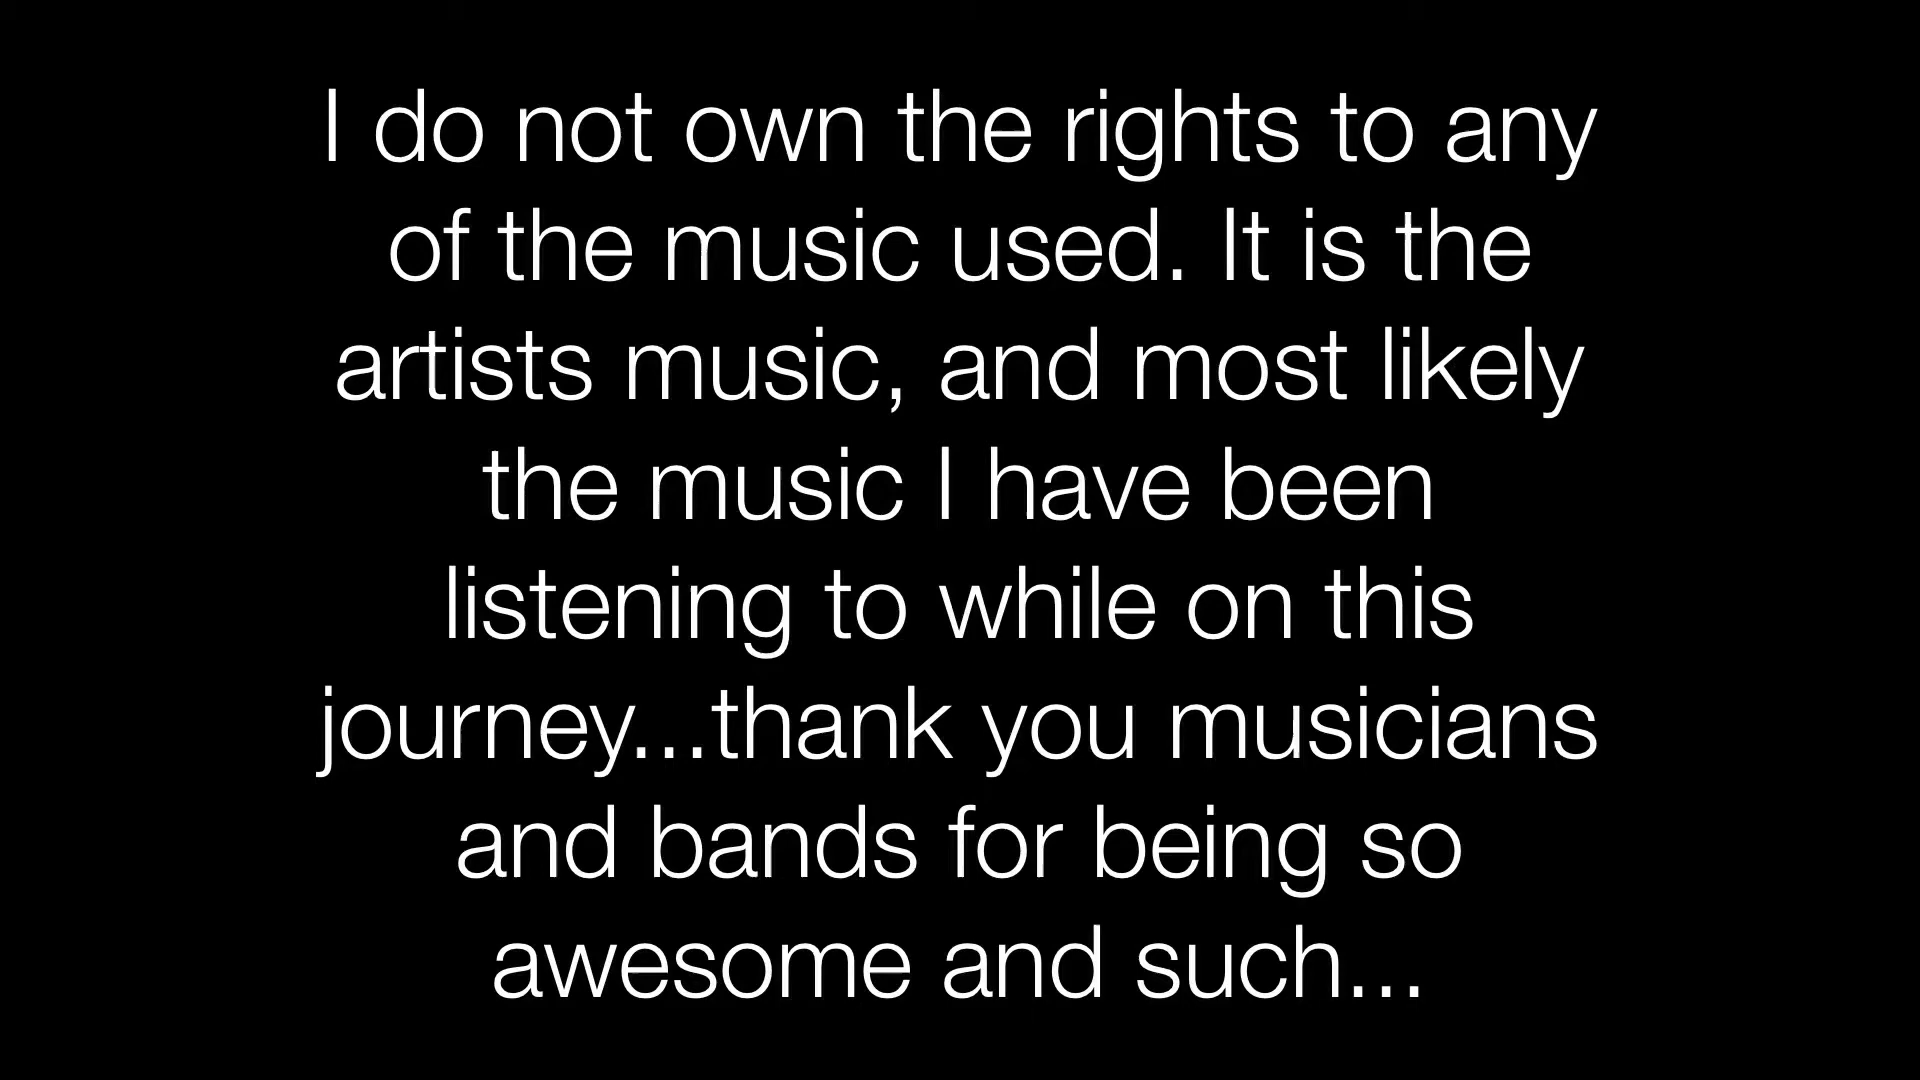 I do not own the rights to any
of the music used. It is the
artists music, and most likely
the music I have been
listening to while on this
journey...thank you musicians
and bands for being so
awesome and such...